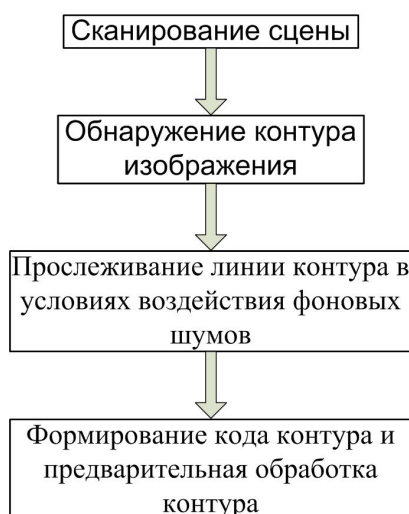 Сканирование сцены
Обнаружение контура
изображения
Прослеживание линии контура в
условиях воздействия фоновых
шумов
Формирование кода контура и
предварительная обработка
контура